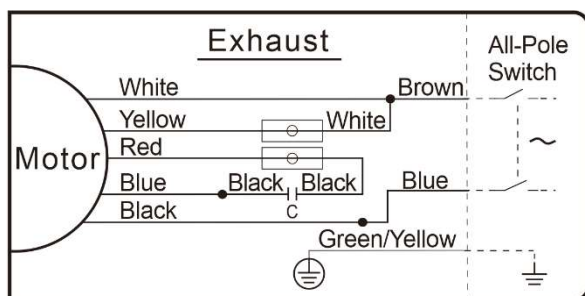 Exhaust
All-Pole
Switch
White
Brown
Yellow
White
Red
Motor
~
Blue
Black
Black
Blue
C
Black
Green/Yellow